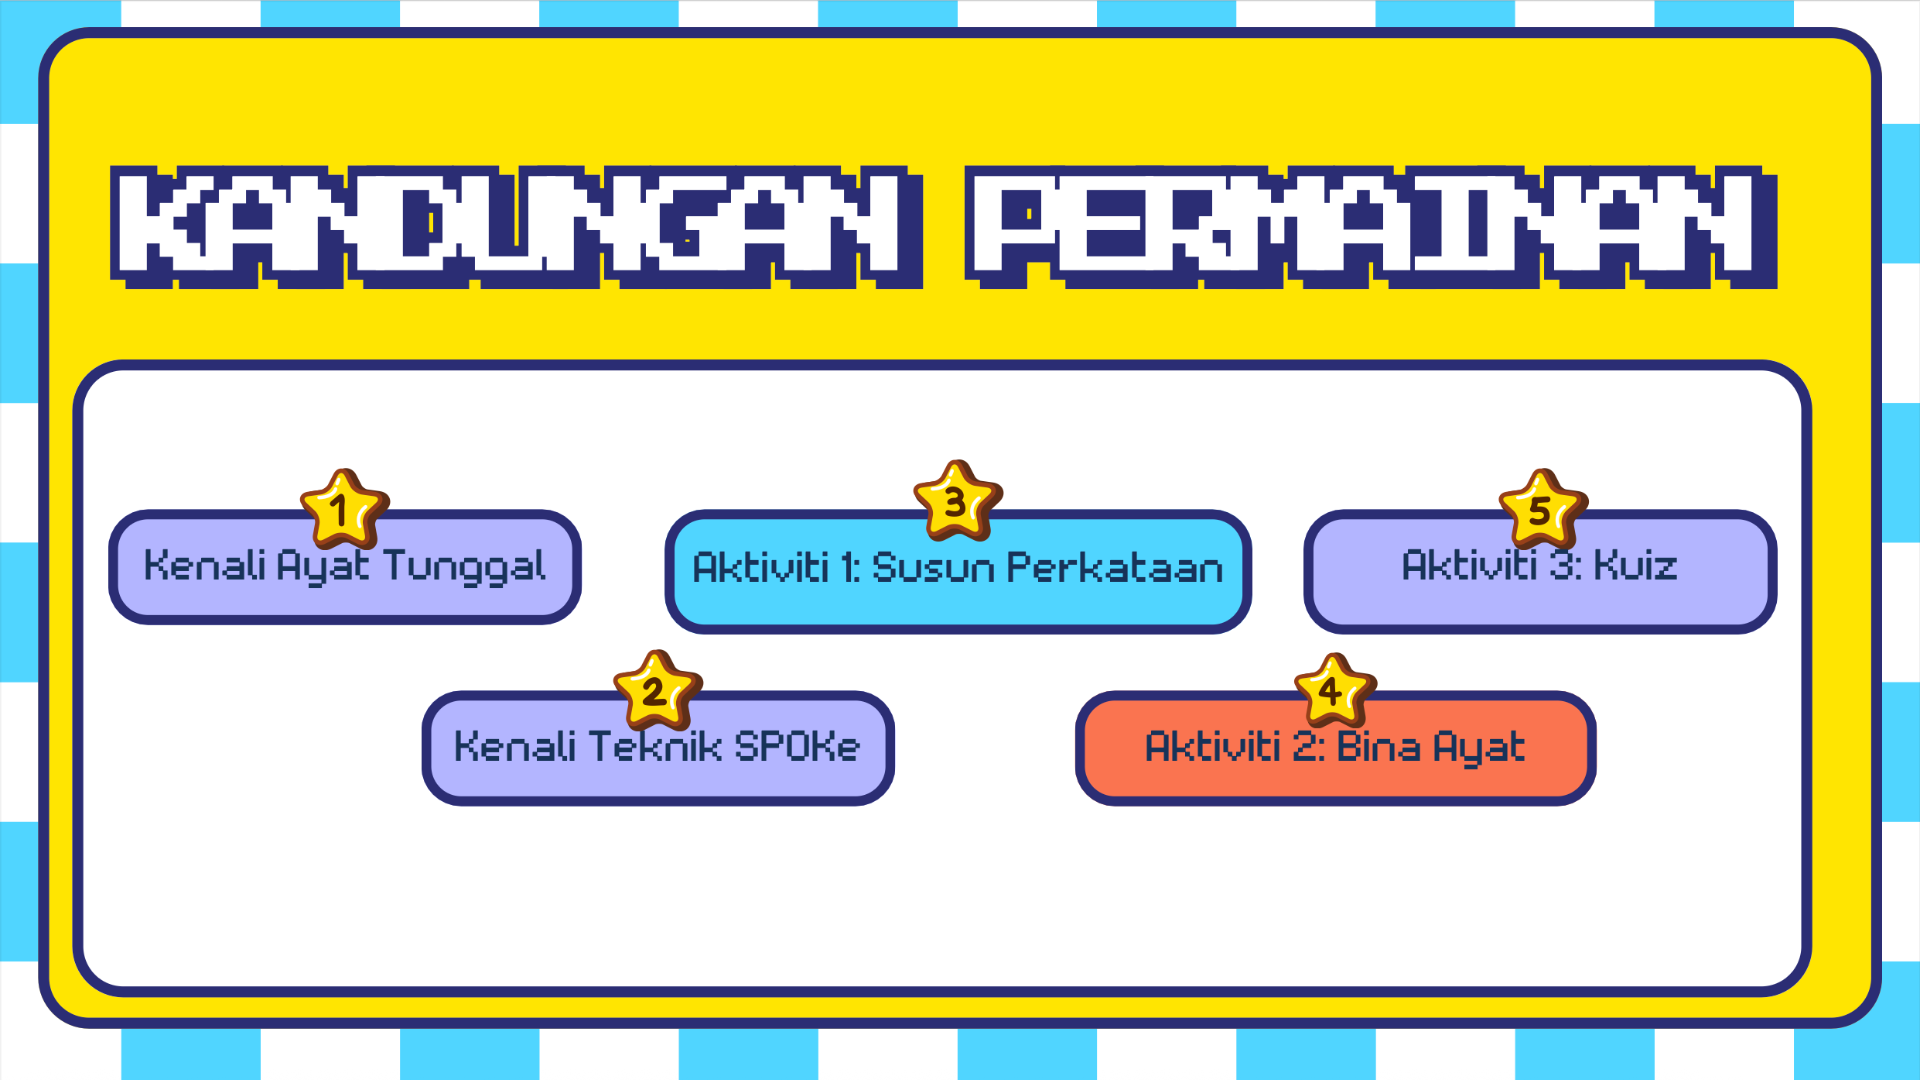 KANDUNGAN PERMAINAN
1
Kenali Ayat Tunggal
2
Kenali Teknik SPOKe
3
Aktiviti 1: Susun Perkataan
4
Aktiviti 2: Bina Ayat
5
Aktiviti 3: Kuiz